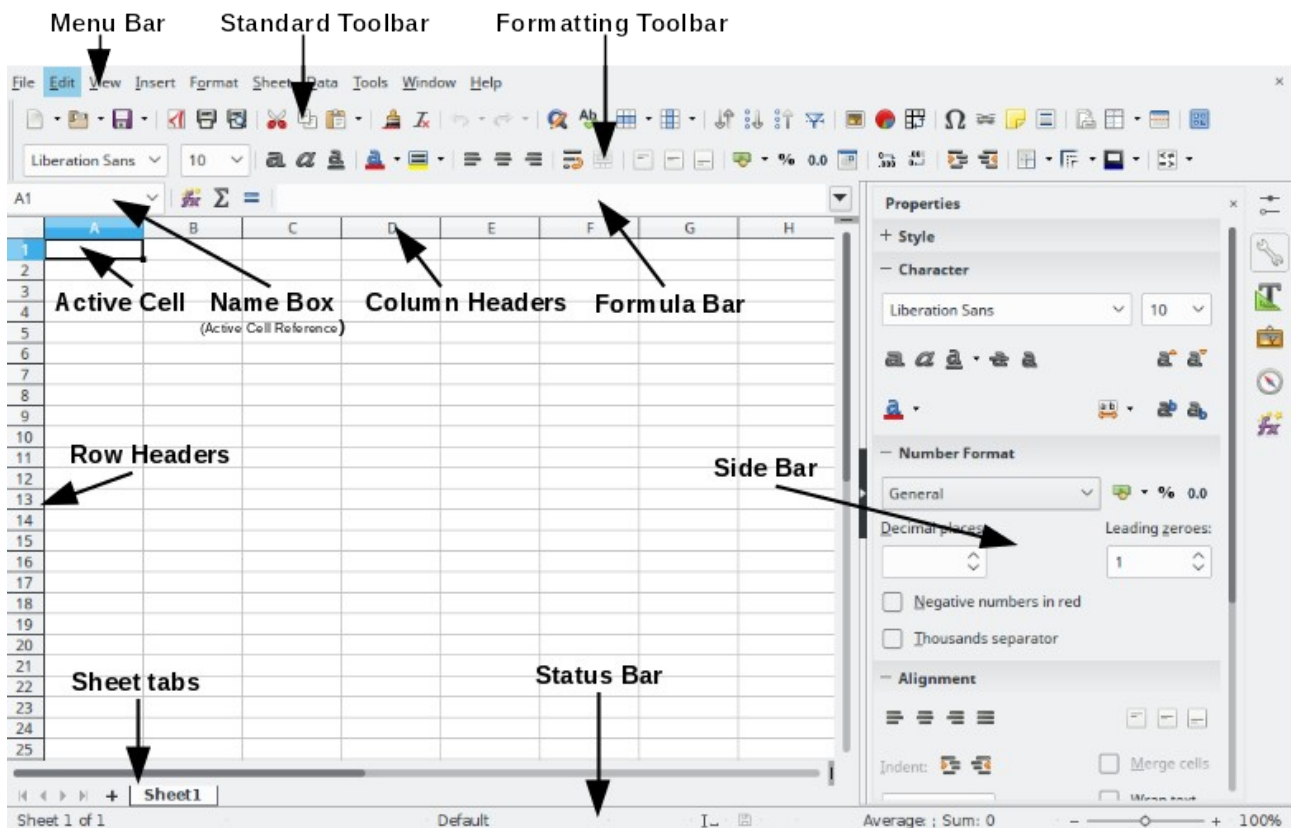 Menu Bar Standard Toolbar Formatting Toolbar
File Edit View Insert Format Sheet Data Tools Window Help
Liberation Sans 10 % 0.0
A1 Properties
A B C D E F G H
+ Style
1
2
— Character
3
Active Cell Name Box Column Headers Formula Bar
4
(Active Cell Reference)
Liberation Sans 10
5
6
7
8
9
10
11
Row Headers
— Number Format
12
Side Bar
13
General % 0.0
14
Decimal places: Leading zeroes:
15
16
1
17
18
Negative numbers in red
19
20
Thousands separator
21
22
Sheet tabs Status Bar
— Alignment
23
24
25
Indent: Merge cells
+ Sheet1
Wrap text
Sheet 1 of 1 Default Average: ; Sum: 0 − + 100%